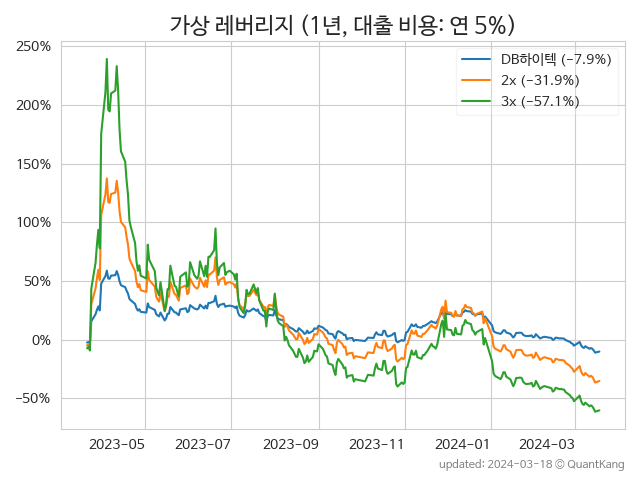 가상 레버리지 (1년, 대출 비용: 연 5%)
250%
200%
150%
100%
50%
0%
−50%
DB하이텍 (−7.9%)
2x (−31.9%)
3x (−57.1%)
2023-05 2023-07 2023-09 2023-11 2024-01 2024-03
updated: 2024-03-18 © QuantKang